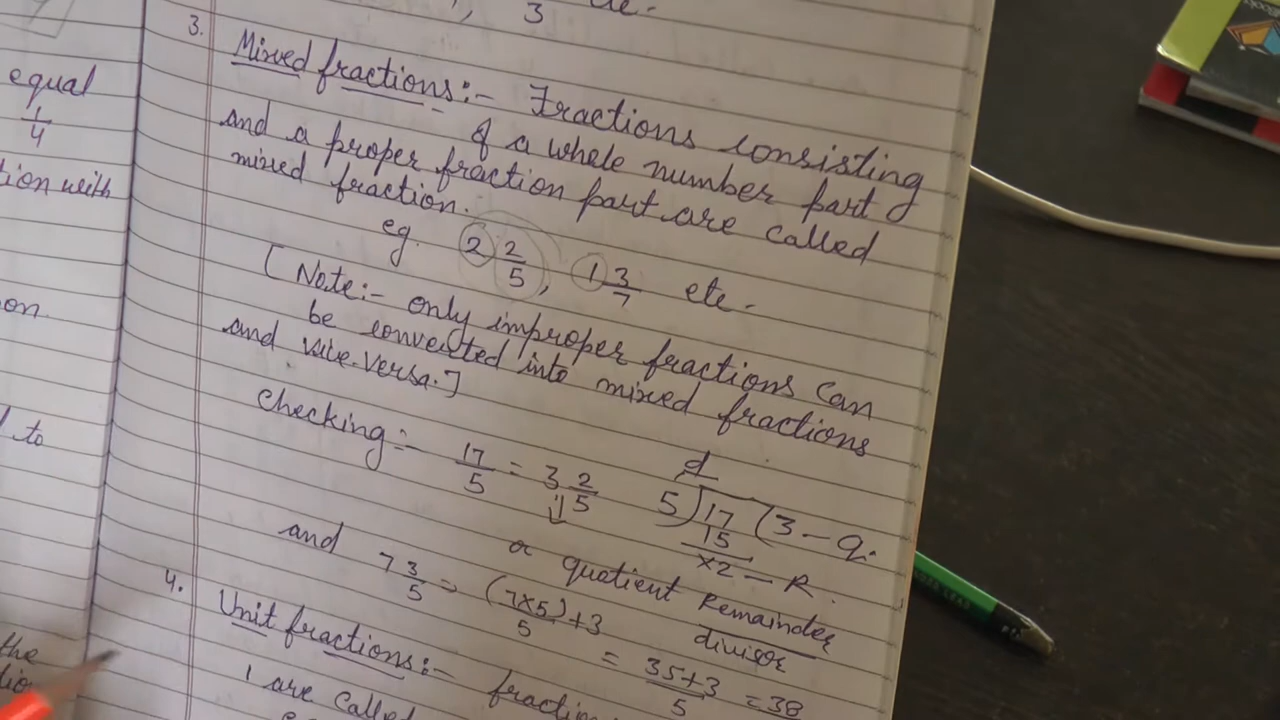 3
3. Mixed fractions:- Fractions consisting
of a whole number part
and a proper fraction part are called
mixed fraction.
eg. 2 2/5, 1 3/7 etc.
[Note:- only improper fractions can
be converted into mixed fractions
and vice-versa.]
Checking:- 17/5 = 3 2/5
d
5)17(3-Q.
15
x2-R.
or quotient Remainder/divisor
and 7 3/5 = (7x5)+3/5
= 35+3/5 = 38
4. Unit fractions:- fraction
1 are called
equal
1/4
tion with
on
to
the